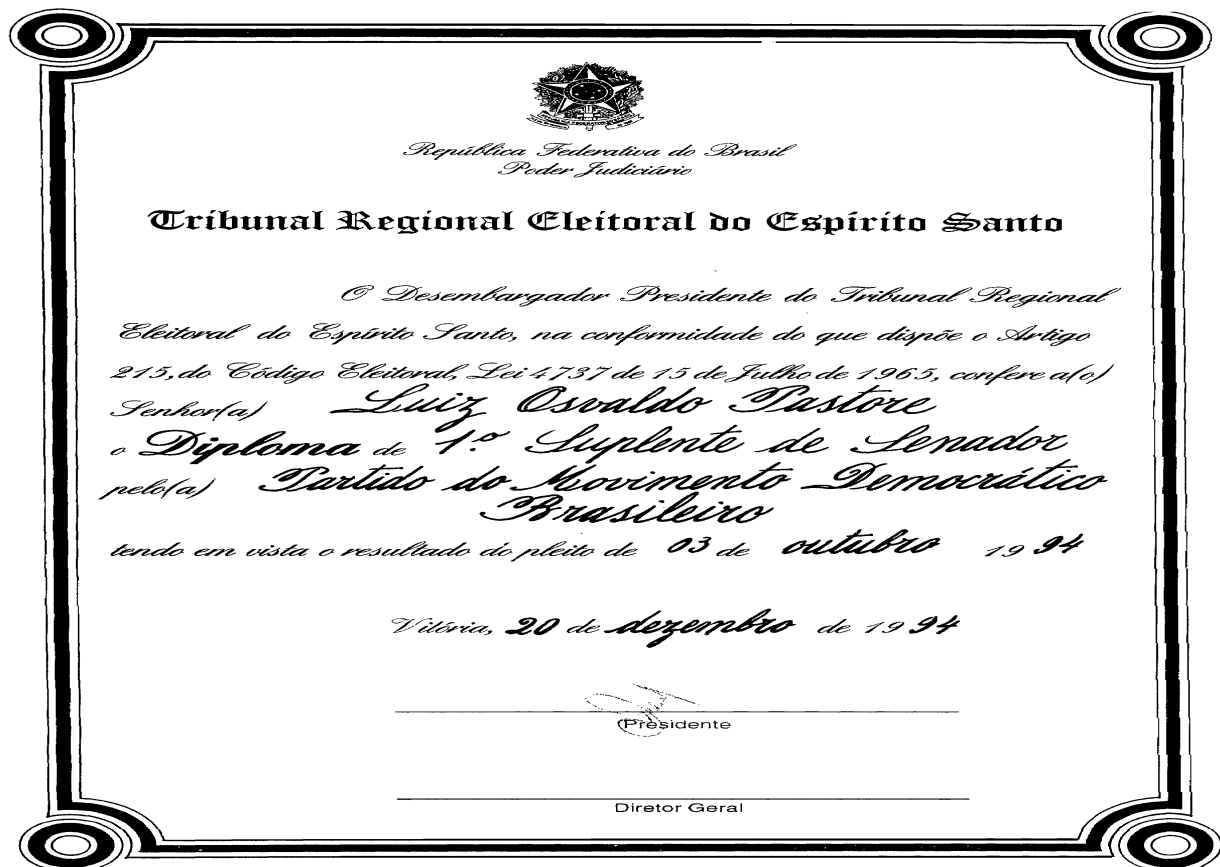 República Federativa do Brasil
Poder Judiciário
Tribunal Regional Eleitoral do Espírito Santo
O Desembargador Presidente do Tribunal Regional
Eleitoral do Espírito Santo, na conformidade do que dispõe o Artigo
215, do Código Eleitoral, Lei 4737 de 15 de Julho de 1965, confere a(o)
Senhor(a) Luiz Osvaldo Pastore
o Diploma de 1.º Suplente de Senador
pelo(a) Partido do Movimento Democrático
Brasileiro
tendo em vista o resultado do pleito de 03 de outubro 1994
Vitória, 20 de dezembro de 1994
Presidente
Diretor Geral